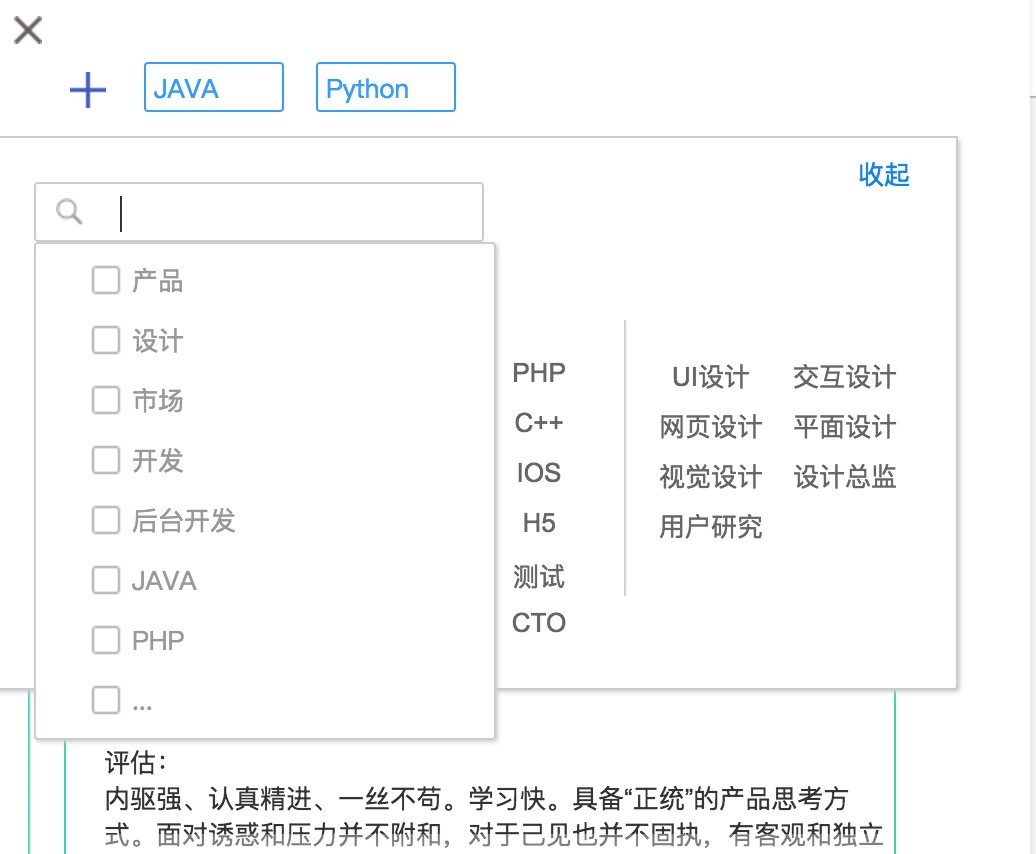 JAVA
Python
收起
产品
设计
市场
开发
后台开发
JAVA
PHP
...
PHP
C++
IOS
H5
测试
CTO
UI设计 交互设计
网页设计 平面设计
视觉设计 设计总监
用户研究
评估：
内驱强、认真精进、一丝不苟。学习快。具备“正统”的产品思考方
式。面对诱惑和压力并不附和，对于己见也并不固执，有客观和独立